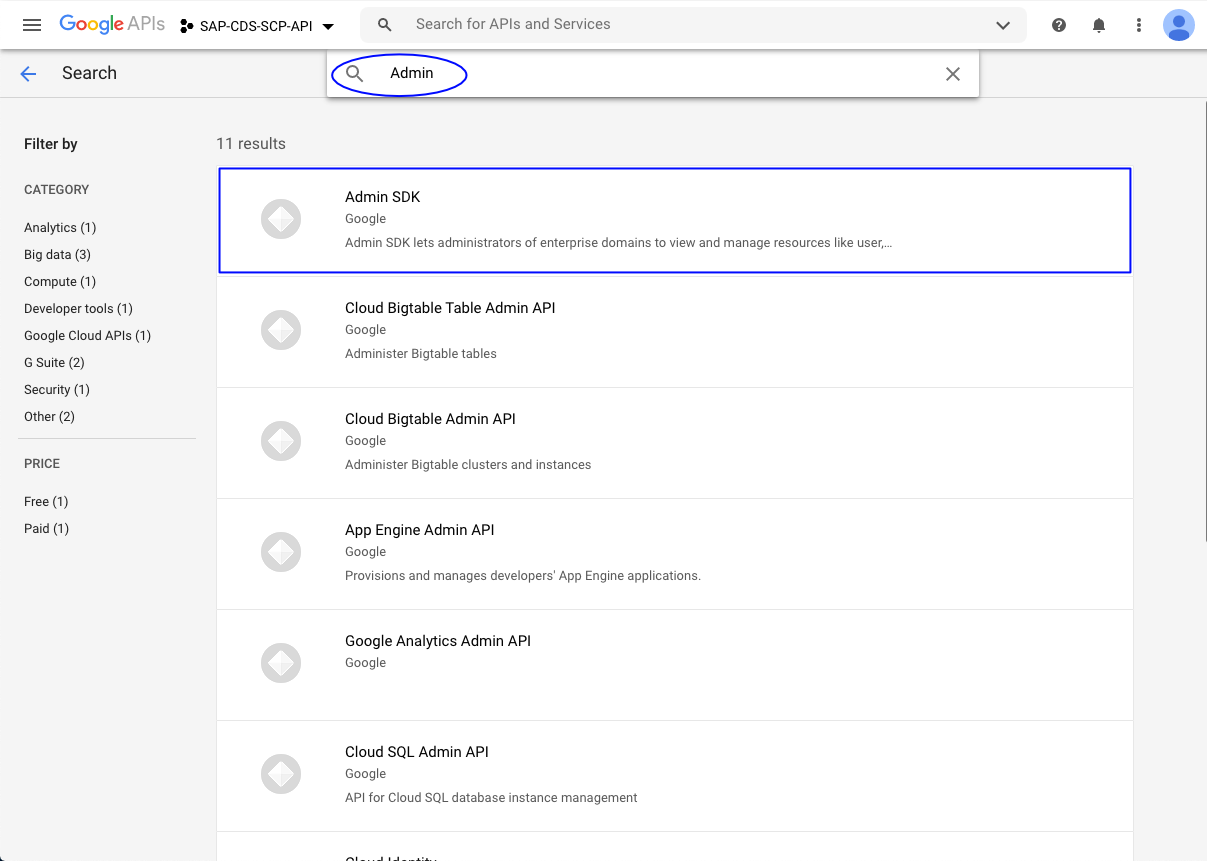 Google APIs
SAP-CDS-SCP-API
Search for APIs and Services
Search
Admin
Filter by
CATEGORY
Analytics (1)
Big data (3)
Compute (1)
Developer tools (1)
Google Cloud APIs (1)
G Suite (2)
Security (1)
Other (2)
PRICE
Free (1)
Paid (1)
11 results
Admin SDK
Google
Admin SDK lets administrators of enterprise domains to view and manage resources like user,...
Cloud Bigtable Table Admin API
Google
Administer Bigtable tables
Cloud Bigtable Admin API
Google
Administer Bigtable clusters and instances
App Engine Admin API
Google
Provisions and manages developers' App Engine applications.
Google Analytics Admin API
Google
Cloud SQL Admin API
Google
API for Cloud SQL database instance management
Cloud Identity